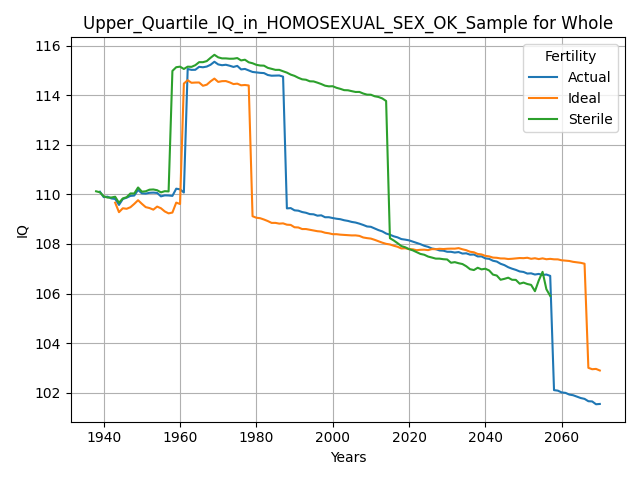 Upper_Quartile_IQ_in_HOMOSEXUAL_SEX_OK_Sample for Whole
Fertility
Actual
Ideal
Sterile
116
114
112
110
108
106
104
102
IQ
1940
1960
1980
2000
2020
2040
2060
Years